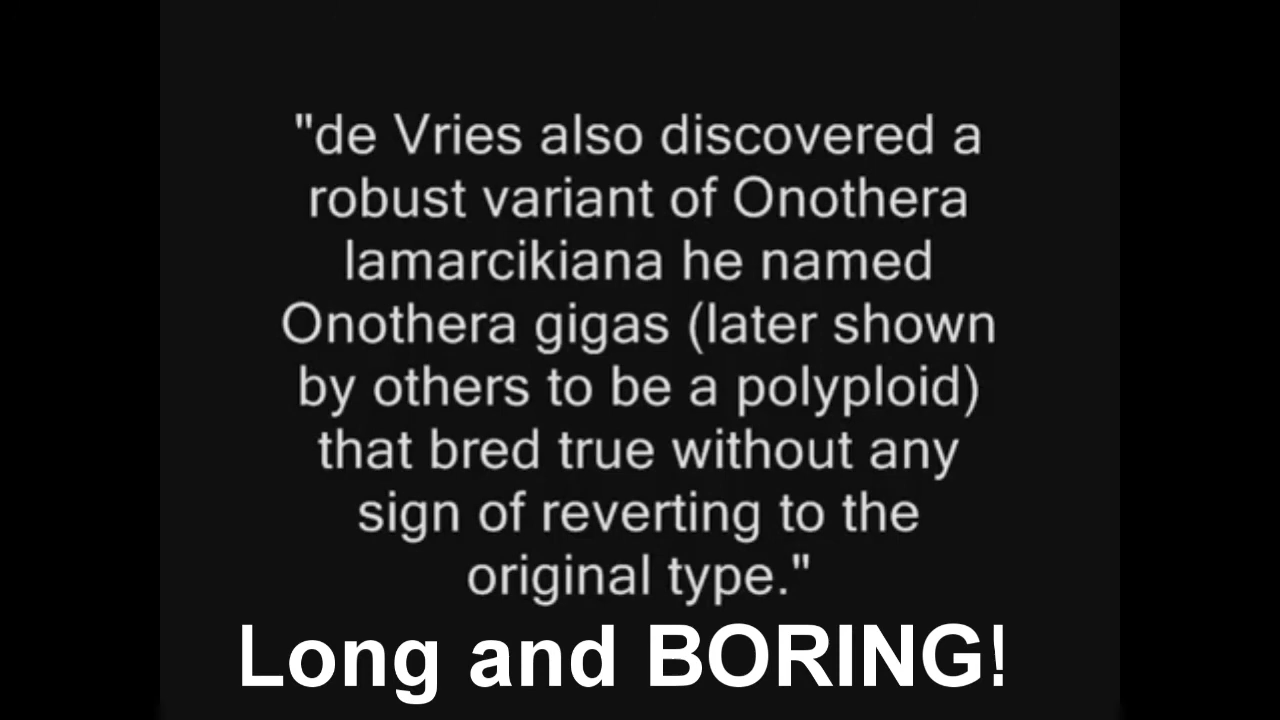 "de Vries also discovered a
robust variant of Onothera
lamarcikiana he named
Onothera gigas (later shown
by others to be a polyploid)
that bred true without any
sign of reverting to the
original type."
Long and BORING!